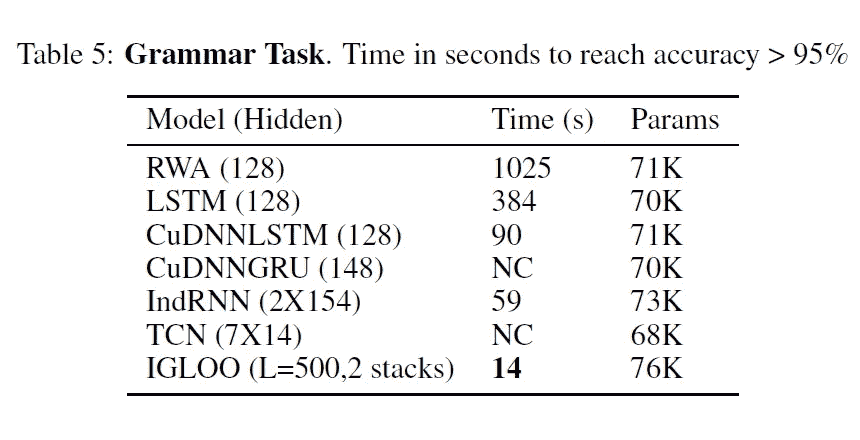 Table 5: Grammar Task. Time in seconds to reach accuracy > 95%
Model (Hidden) Time (s) Params
RWA (128) 1025 71K
LSTM (128) 384 70K
CuDNNLSTM (128) 90 71K
CuDNNGRU (148) NC 70K
IndRNN (2X154) 59 73K
TCN (7X14) NC 68K
IGLOO (L=500,2 stacks) 14 76K